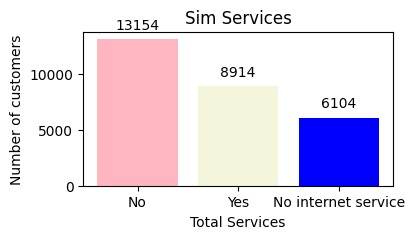 Sim Services
13154
8914
6104
Number of customers
10000
5000
0
No
Yes
No internet service
Total Services